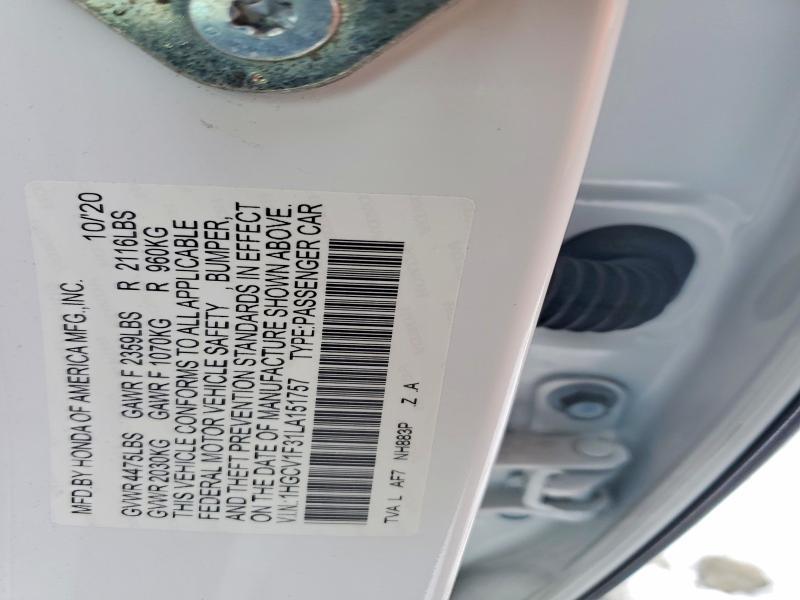 MFD.BY HONDA OF AMERICA MFG.,INC. 10/'20
GVWR 4475LBS GAWR F 2359LBS R 2116LBS
GVWR 2030KG GAWR F 1070KG R 960KG
THIS VEHICLE CONFORMS TO ALL APPLICABLE
FEDERAL MOTOR VEHICLE SAFETY , BUMPER,
AND THEFT PREVENTION STANDARDS IN EFFECT
ON THE DATE OF MANUFACTURE SHOWN ABOVE.
V.I.N.:1HGCV1F31LA151757 TYPE:PASSENGER CAR
TVA L AF7 NH883P .Z .A